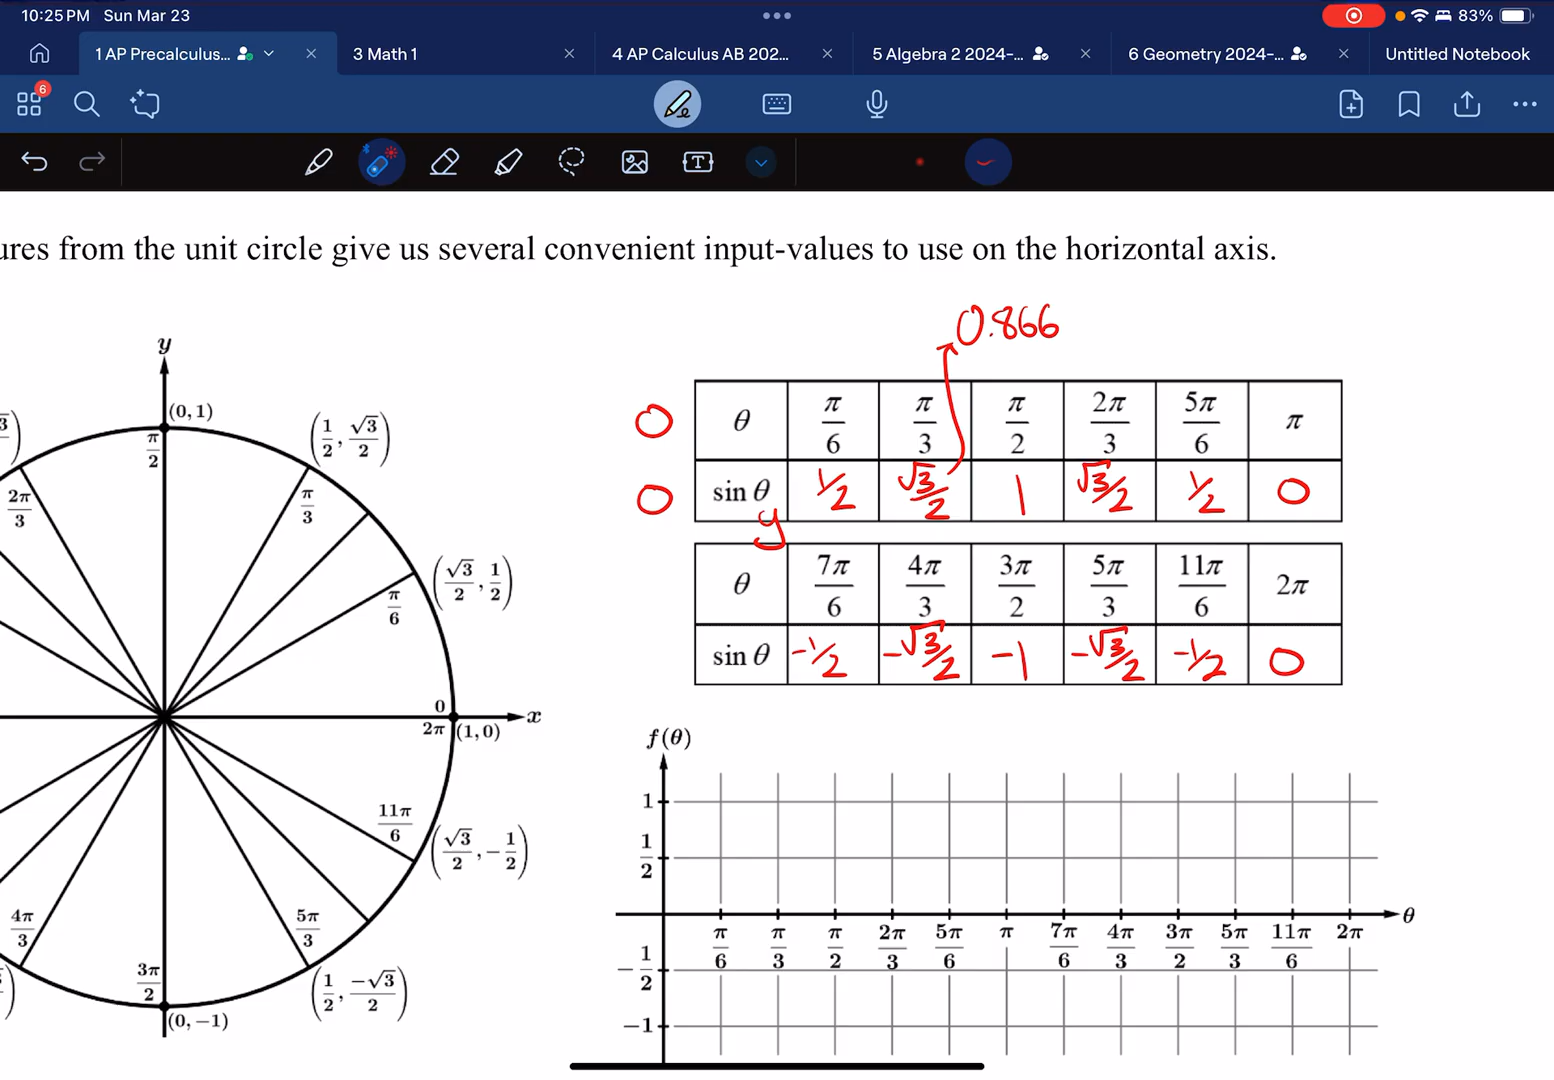 10:25 PM Sun Mar 23
83%
1 AP Precalculus...
3 Math 1
4 AP Calculus AB 202...
5 Algebra 2 2024-...
6 Geometry 2024-...
Untitled Notebook
6
T
ures from the unit circle give us several convenient input-values to use on the horizontal axis.
0.866
0 θ π/6 π/3 π/2 2π/3 5π/6 π
0 sin θ 1/2 √3/2 1 √3/2 1/2 0
y
θ 7π/6 4π/3 3π/2 5π/3 11π/6 2π
sin θ -1/2 -√3/2 -1 -√3/2 -1/2 0
y
(0, 1)
π/2
(1/2, √3/2)
2π/3
π/3
(√3/2, 1/2)
π/6
0
x
2π (1, 0)
11π/6
(√3/2, -1/2)
4π/3
5π/3
3π/2
(1/2, -√3/2)
(0, -1)
f(θ)
1
1/2
θ
π/6 π/3 π/2 2π/3 5π/6 π 7π/6 4π/3 3π/2 5π/3 11π/6 2π
-1/2
-1